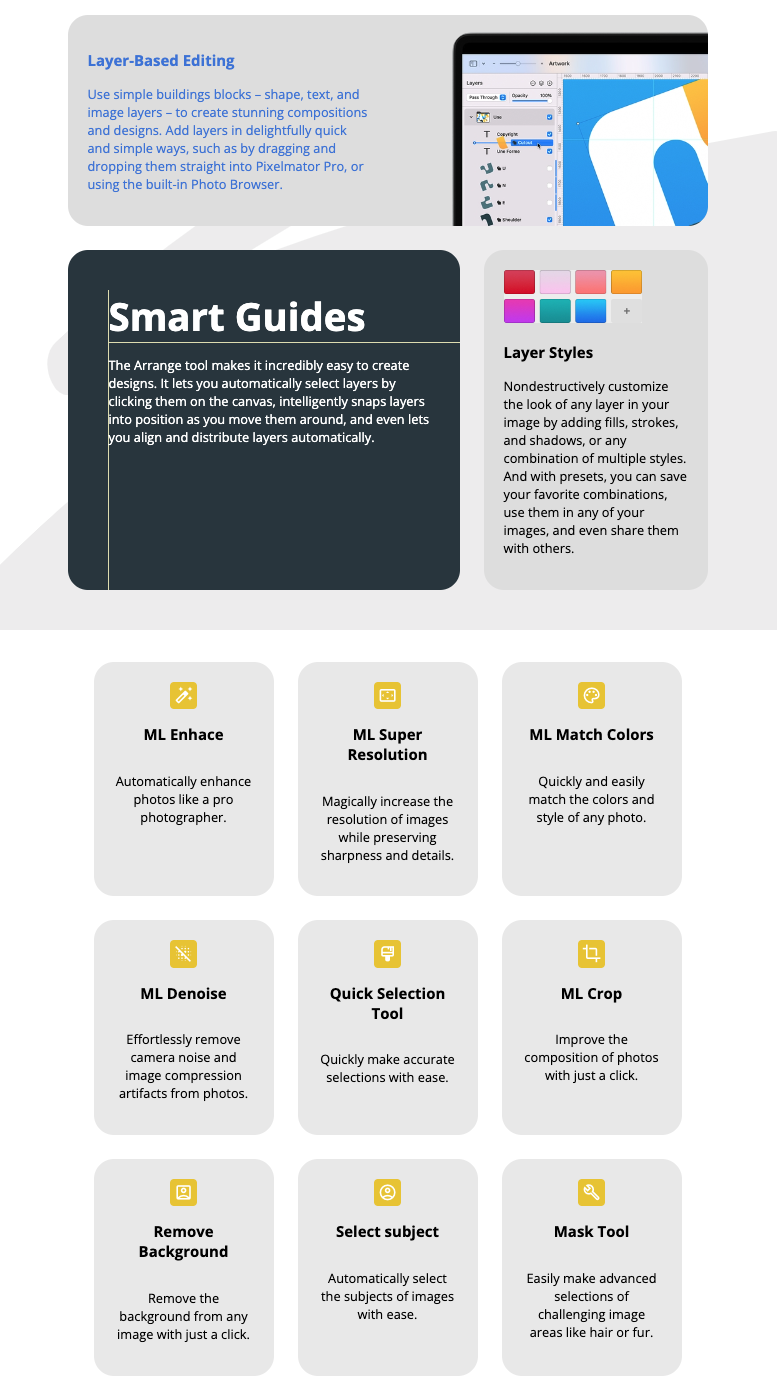 Layer-Based Editing
Use simple buildings blocks – shape, text, and
image layers – to create stunning compositions
and designs. Add layers in delightfully quick
and simple ways, such as by dragging and
dropping them straight into Pixelmator Pro, or
using the built-in Photo Browser.
Artwork
Layers
Pass Through Opacity 100%
Line
Copyright
Cutout
Line Forms
U
N
E
Shoulder
Smart Guides
The Arrange tool makes it incredibly easy to create
designs. It lets you automatically select layers by
clicking them on the canvas, intelligently snaps layers
into position as you move them around, and even lets
you align and distribute layers automatically.
+
Layer Styles
Nondestructively customize
the look of any layer in your
image by adding fills, strokes,
and shadows, or any
combination of multiple styles.
And with presets, you can save
your favorite combinations,
use them in any of your
images, and even share them
with others.
ML Enhace
Automatically enhance
photos like a pro
photographer.
ML Super
Resolution
Magically increase the
resolution of images
while preserving
sharpness and details.
ML Match Colors
Quickly and easily
match the colors and
style of any photo.
ML Denoise
Effortlessly remove
camera noise and
image compression
artifacts from photos.
Quick Selection
Tool
Quickly make accurate
selections with ease.
ML Crop
Improve the
composition of photos
with just a click.
Remove
Background
Remove the
background from any
image with just a click.
Select subject
Automatically select
the subjects of images
with ease.
Mask Tool
Easily make advanced
selections of
challenging image
areas like hair or fur.